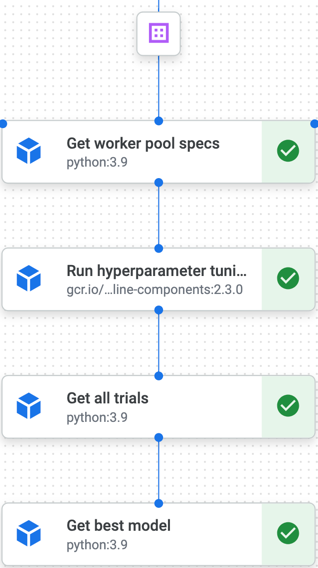 Get worker pool specs
python:3.9
Run hyperparameter tuni...
gcr.io/...line-components:2.3.0
Get all trials
python:3.9
Get best model
python:3.9